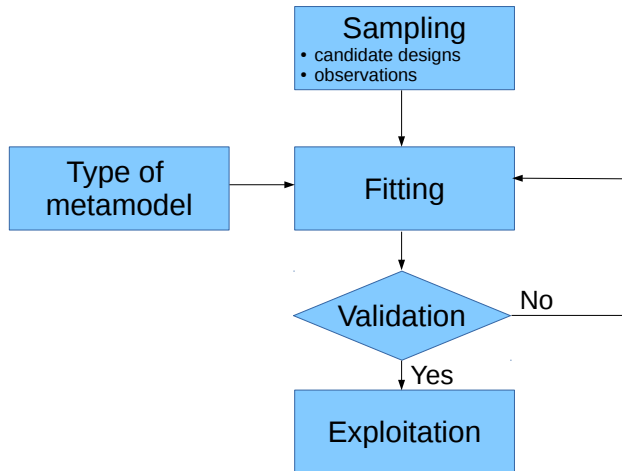 Sampling
• candidate designs
• observations
Type of
metamodel
Fitting
Validation
No
Yes
Exploitation